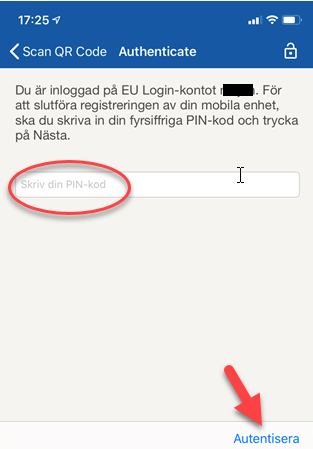 17:25
Scan QR Code Authenticate
Du är inloggad på EU Login-kontot. För
att slutföra registreringen av din mobila enhet,
ska du skriva in din fyrsiffriga PIN-kod och trycka
på Nästa.
Skriv din PIN-kod
Autentisera